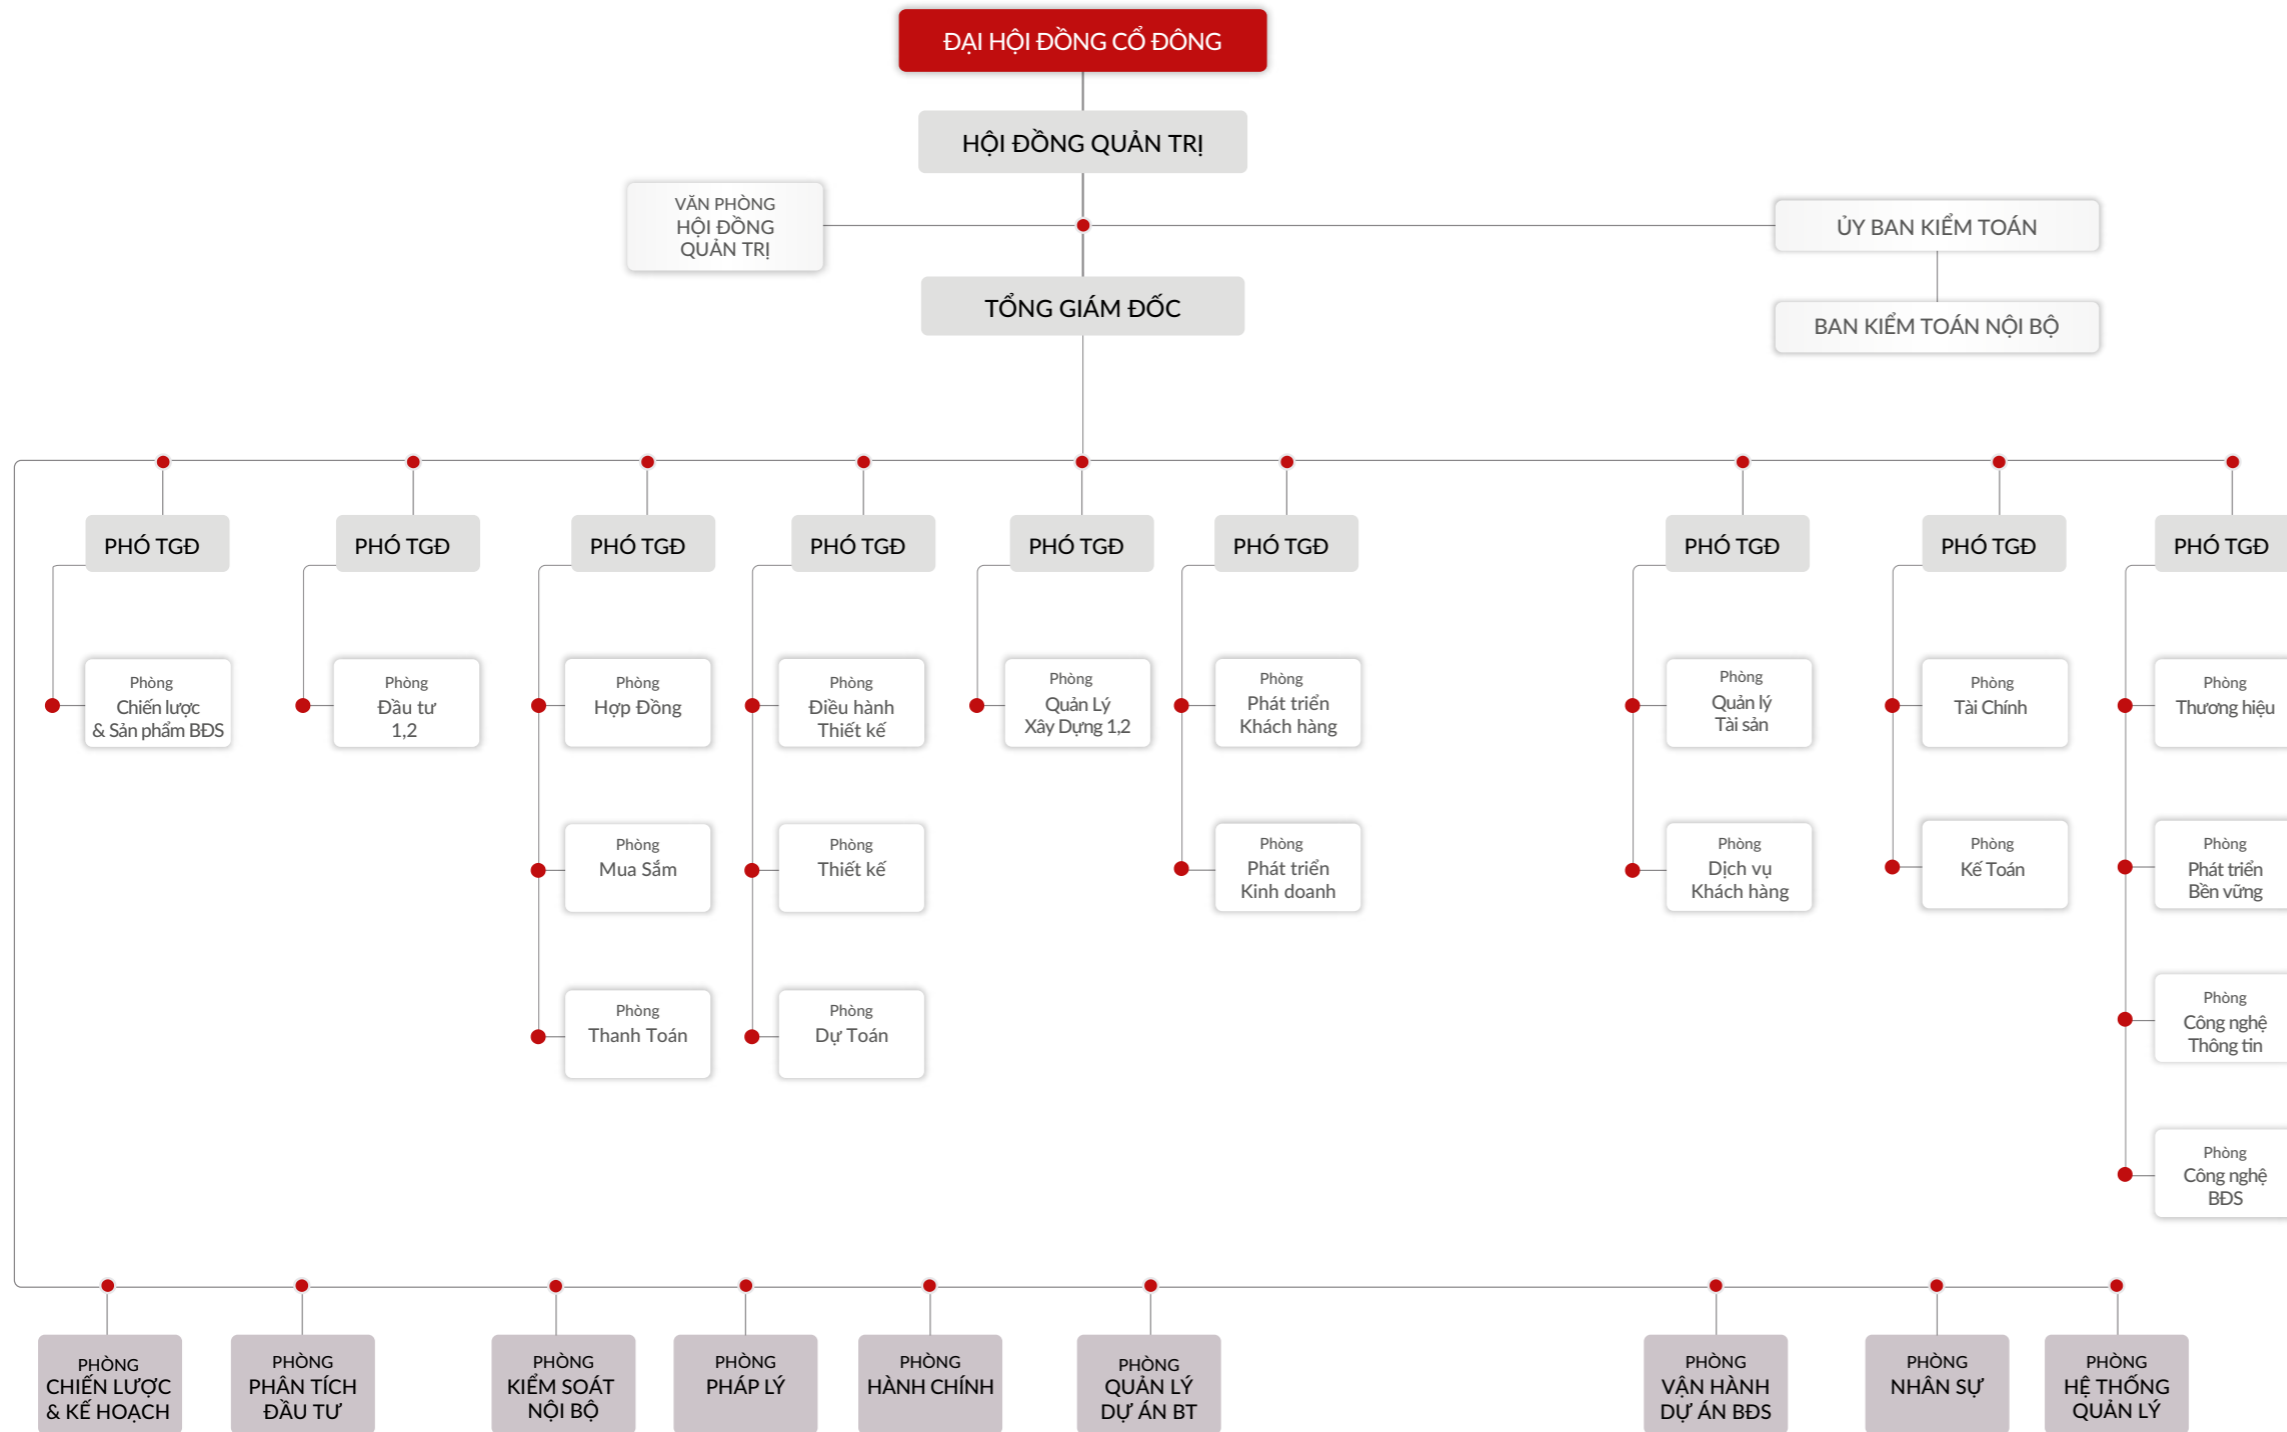 ĐẠI HỘI ĐỒNG CỔ ĐÔNG
HỘI ĐỒNG QUẢN TRỊ
VĂN PHÒNG
HỘI ĐỒNG
QUẢN TRỊ
ỦY BAN KIỂM TOÁN
TỔNG GIÁM ĐỐC
BAN KIỂM TOÁN NỘI BỘ
PHÓ TGĐ
PHÓ TGĐ
PHÓ TGĐ
PHÓ TGĐ
PHÓ TGĐ
PHÓ TGĐ
PHÓ TGĐ
PHÓ TGĐ
PHÓ TGĐ
Phòng
Chiến lược
& Sản phẩm BĐS
Phòng
Đầu tư
1,2
Phòng
Hợp Đồng
Phòng
Điều hành
Thiết kế
Phòng
Quản Lý
Xây Dựng 1,2
Phòng
Phát triển
Khách hàng
Phòng
Quản lý
Tài sản
Phòng
Tài Chính
Phòng
Thương hiệu
Phòng
Mua Sắm
Phòng
Thiết kế
Phòng
Phát triển
Kinh doanh
Phòng
Dịch vụ
Khách hàng
Phòng
Kế Toán
Phòng
Phát triển
Bền vững
Phòng
Thanh Toán
Phòng
Dự Toán
Phòng
Công nghệ
Thông tin
Phòng
Công nghệ
BĐS
PHÒNG
CHIẾN LƯỢC
& KẾ HOẠCH
PHÒNG
PHÂN TÍCH
ĐẦU TƯ
PHÒNG
KIỂM SOÁT
NỘI BỘ
PHÒNG
PHÁP LÝ
PHÒNG
HÀNH CHÍNH
PHÒNG
QUẢN LÝ
DỰ ÁN BT
PHÒNG
VẬN HÀNH
DỰ ÁN BĐS
PHÒNG
NHÂN SỰ
PHÒNG
HỆ THỐNG
QUẢN LÝ